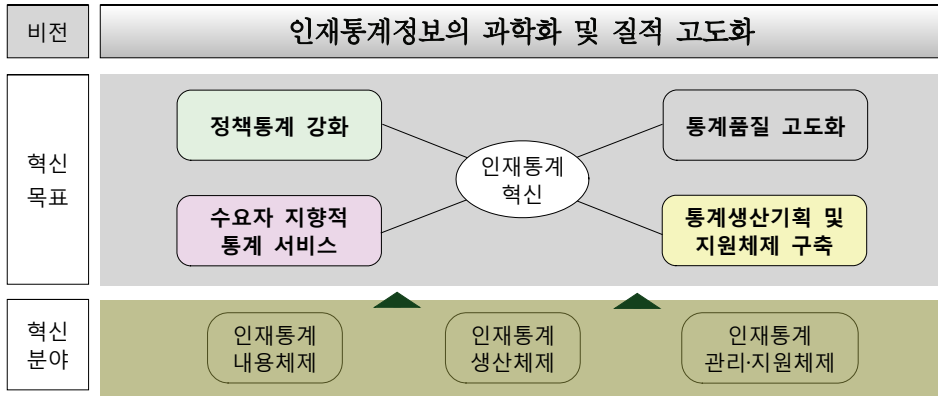 비전
인재통계정보의 과학화 및 질적 고도화
혁신
목표
정책통계 강화
통계품질 고도화
인재통계
혁신
수요자 지향적
통계 서비스
통계생산기획 및
지원체제 구축
혁신
분야
인재통계
내용체제
인재통계
생산체제
인재통계
관리·지원체제